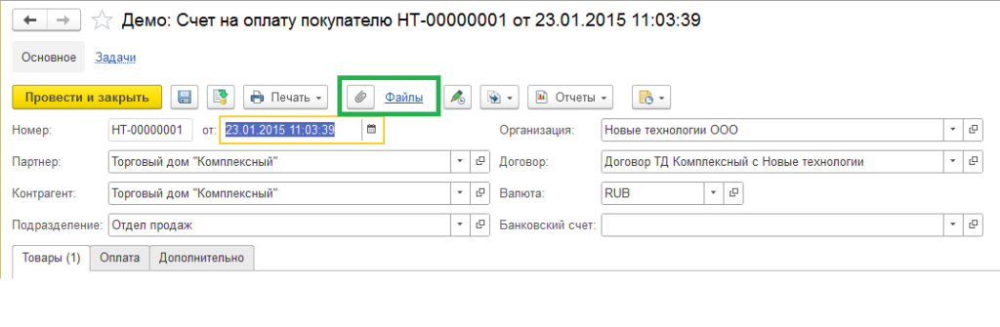 Демо: Счет на оплату покупателю НТ-00000001 от 23.01.2015 11:03:39
Основное Задачи
Провести и закрыть Печать Файлы Отчеты
Номер: НТ-00000001 от: 23.01.2015 11:03:39 Организация: Новые технологии ООО
Партнер: Торговый дом "Комплексный" Договор: Договор ТД Комплексный с Новые технологии
Контрагент: Торговый дом "Комплексный" Валюта: RUB
Подразделение: Отдел продаж Банковский счет:
Товары (1) Оплата Дополнительно